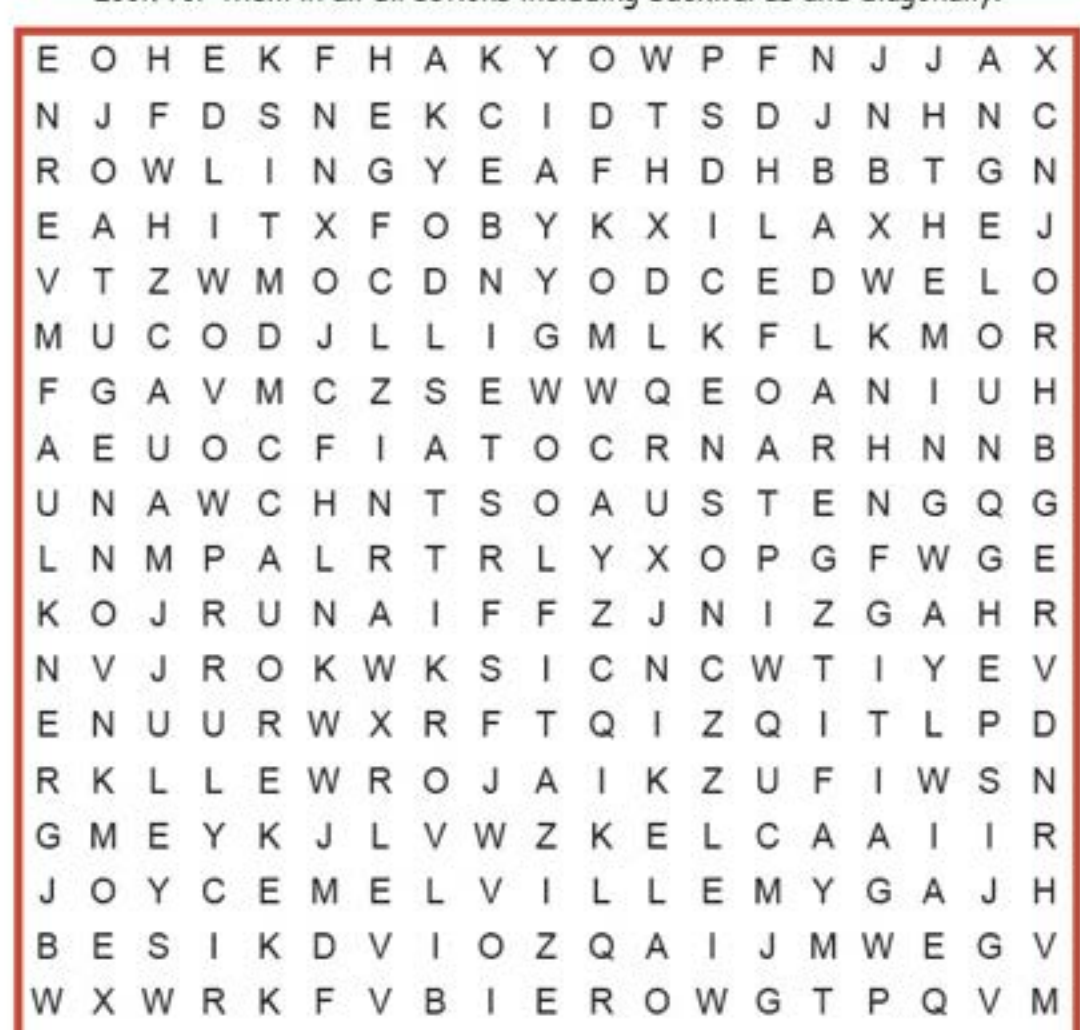 E O H E K F H A K Y O W P F N J J A X
N J F D S N E K C I D T S D J N H N C
R O W L I N G Y E A F H D H B B T G N
E A H I T X F O B Y K X I L A X H E J
V T Z W M O C D N Y O D C E D W E L O
M U C O D J L L I G M L K F L K M O R
F G A V M C Z S E W W Q E O A N I U H
A E U O C F I A T O C R N A R H N N B
U N A W C H N T S O A U S T E N G Q G
L N M P A L R T R L Y X O P G F W G E
K O J R U N A I F F Z J N I Z G A H R
N V J R O K W K S I C N C W T I Y E V
E N U U R W X R F T Q I Z Q I T L P D
R K L L E W R O J A I K Z U F I W S N
G M E Y K J L V W Z K E L C A A I I R
J O Y C E M E L V I L L E M Y G A J H
B E S I K D V I O Z Q A I J M W E G V
W X W R K F V B I E R O W G T P Q V M